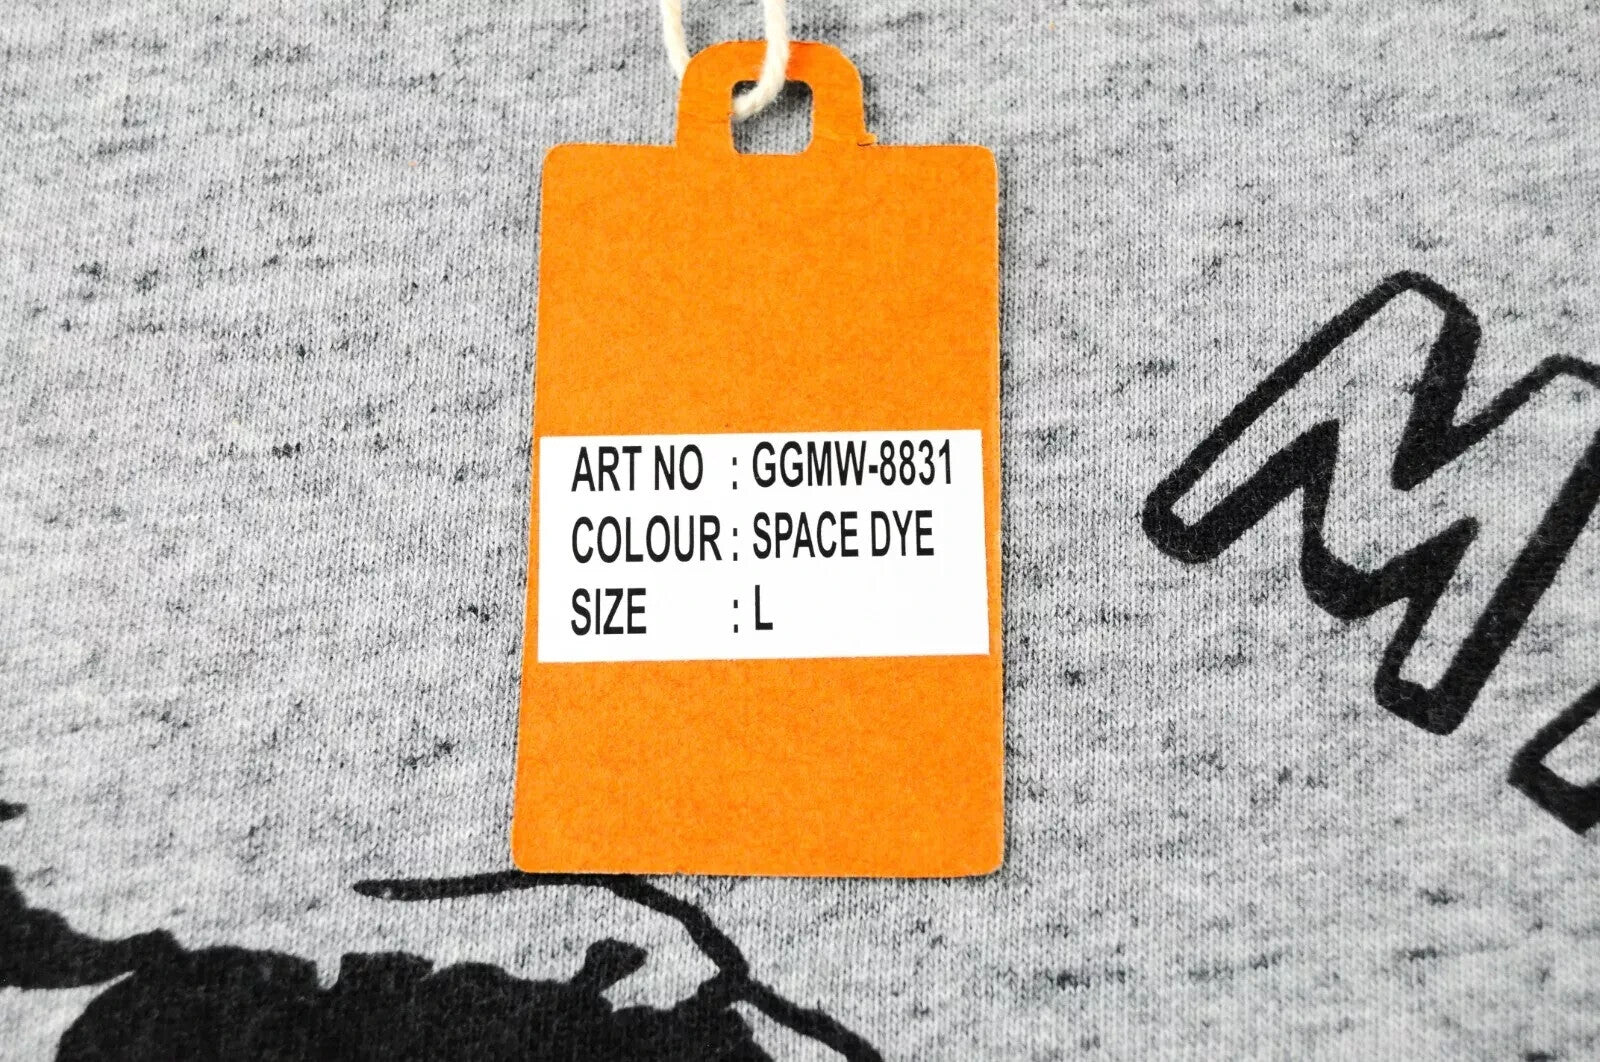 ART NO : GGMW-8831
COLOUR : SPACE DYE
SIZE : L